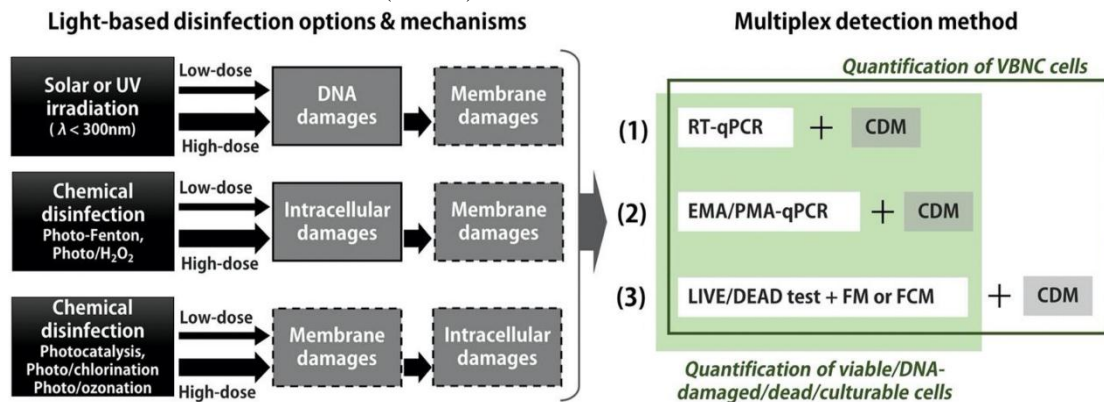 Light-based disinfection options & mechanisms
Solar or UV
irradiation
( λ < 300nm)
Low-dose
High-dose
DNA
damages
Membrane
damages
Chemical
disinfection
Photo-Fenton,
Photo/H₂O₂
Low-dose
High-dose
Intracellular
damages
Membrane
damages
Chemical
disinfection
Photocatalysis,
Photo/chlorination
Photo/ozonation
Low-dose
High-dose
Membrane
damages
Intracellular
damages
Multiplex detection method
Quantification of VBNC cells
(1) RT-qPCR + CDM
(2) EMA/PMA-qPCR + CDM
(3) LIVE/DEAD test + FM or FCM + CDM
Quantification of viable/DNA-
damaged/dead/culturable cells